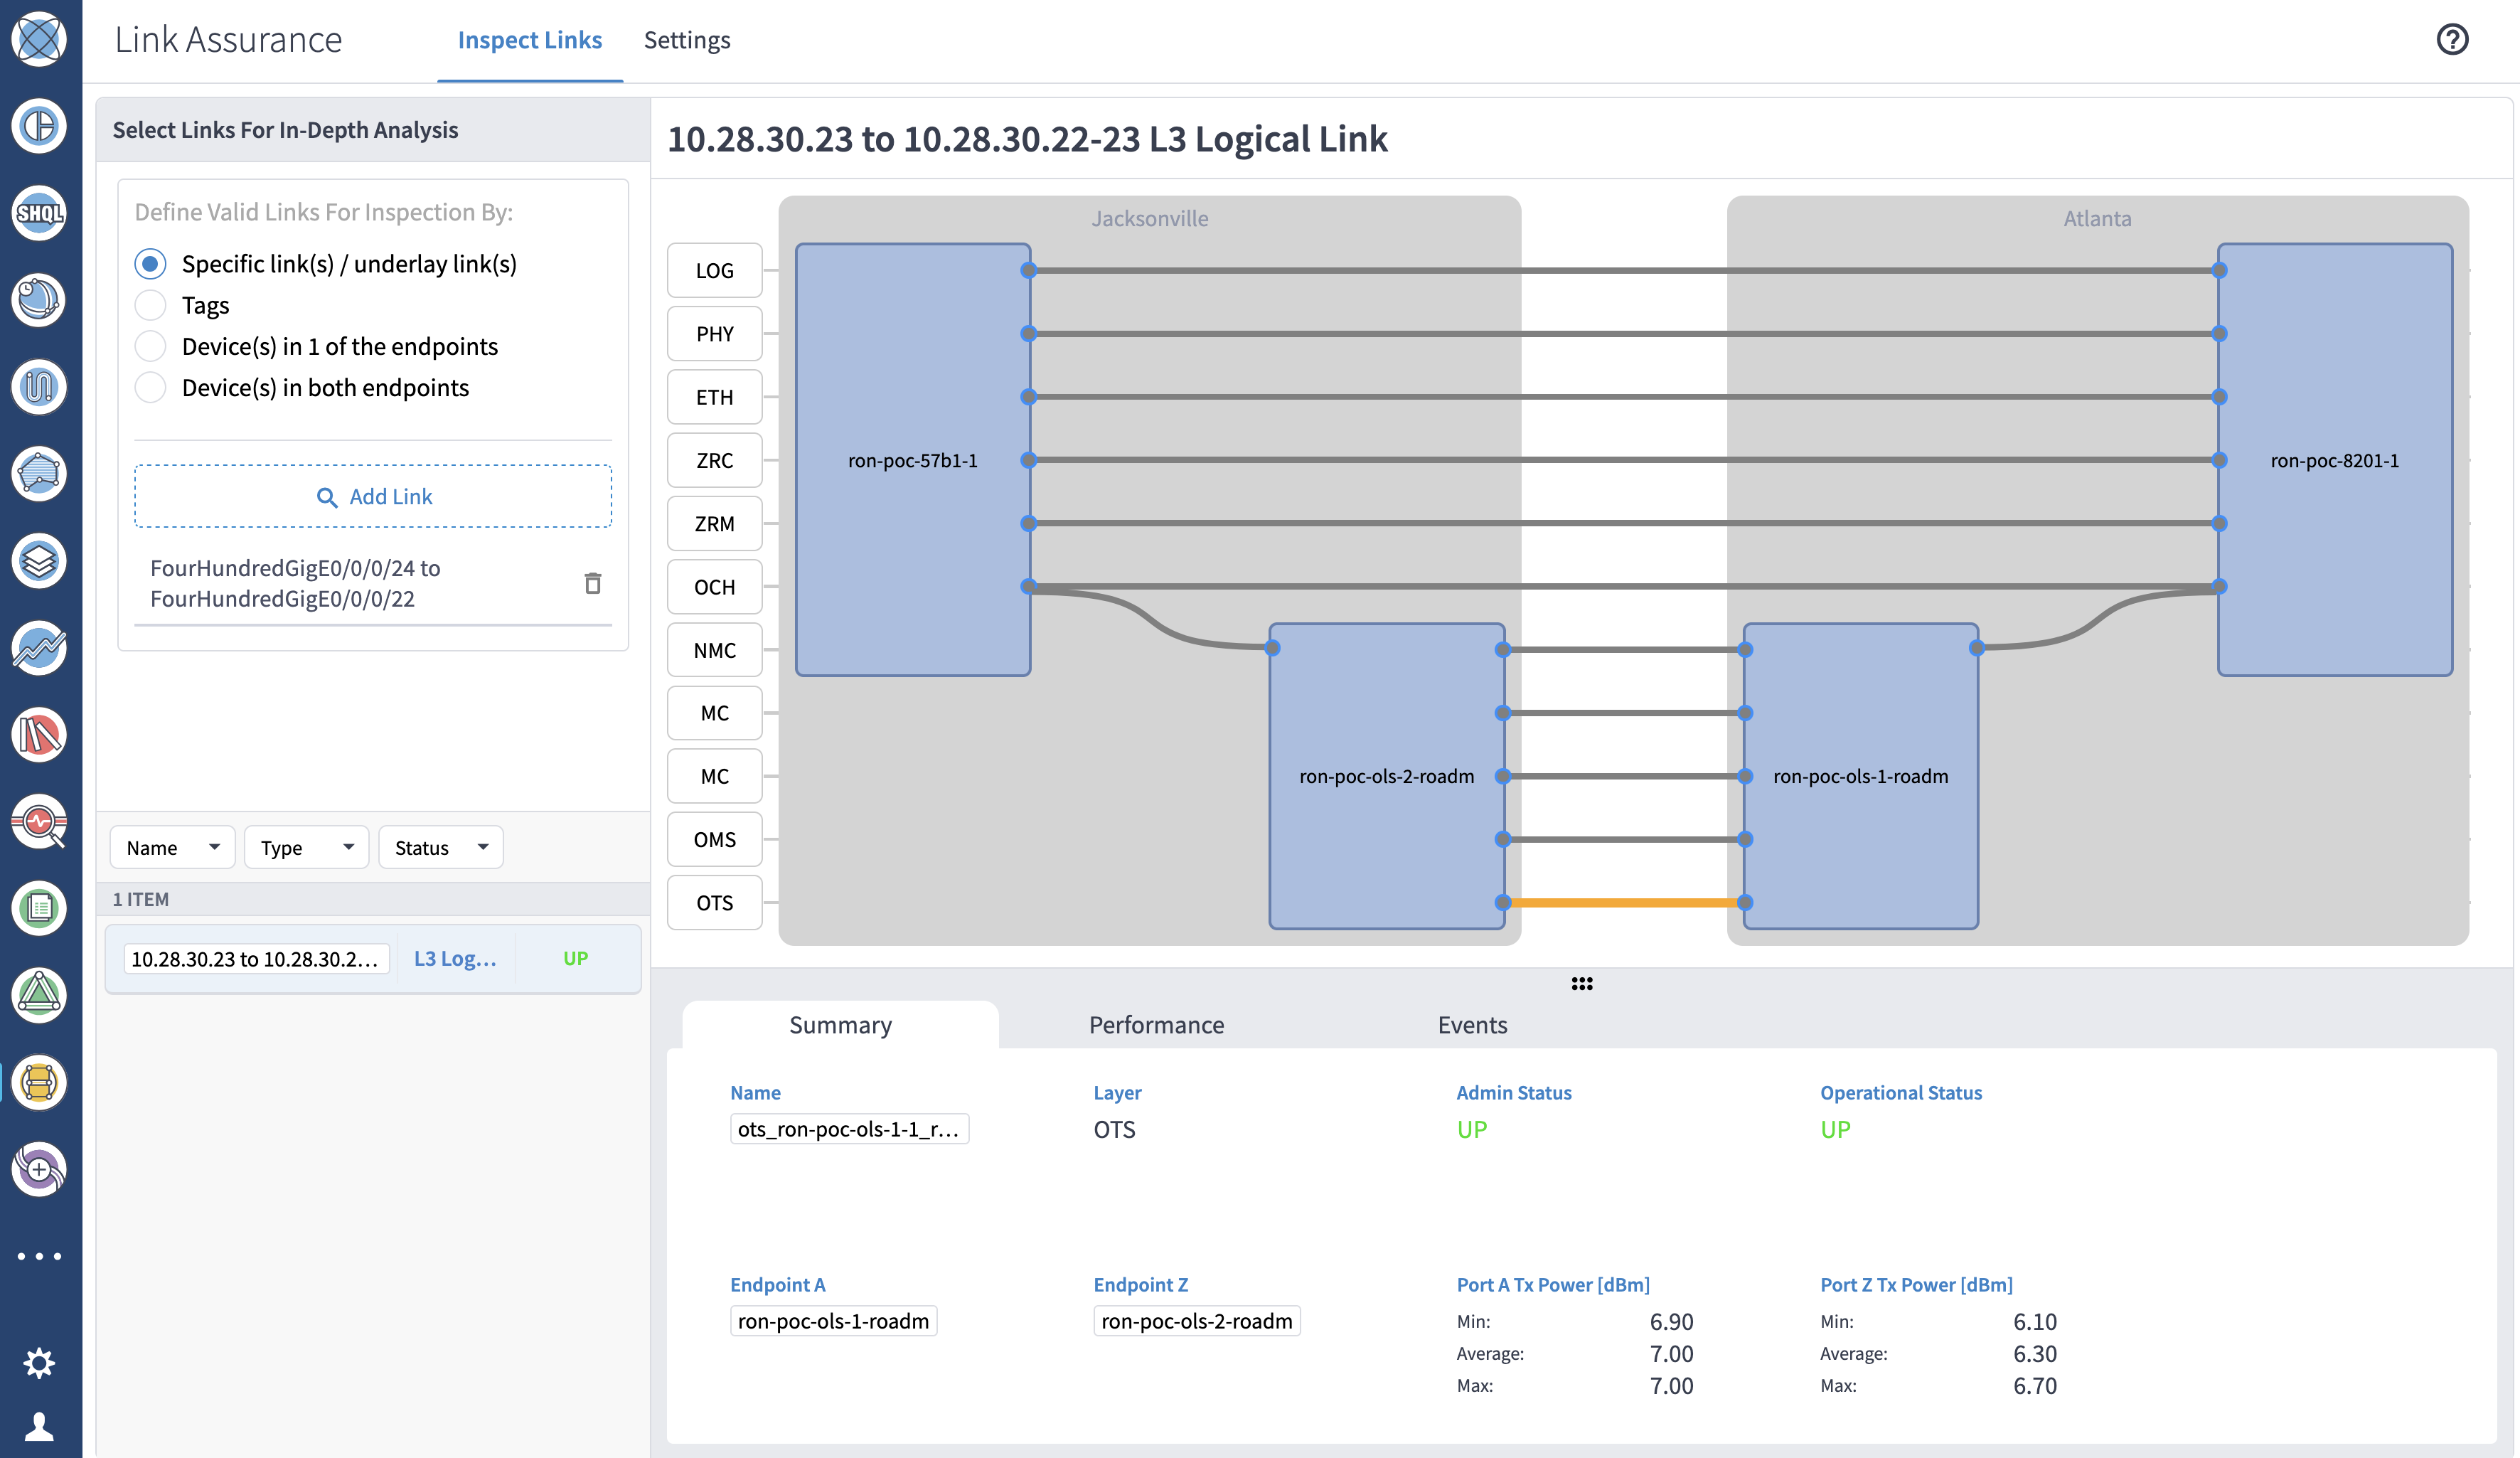 Link Assurance
Inspect Links
Settings
SHQL
Select Links For In-Depth Analysis
Define Valid Links For Inspection By:
Specific link(s) / underlay link(s)
Tags
Device(s) in 1 of the endpoints
Device(s) in both endpoints
Add Link
FourHundredGigE0/0/0/24 to
FourHundredGigE0/0/0/22
Name
Type
Status
1 ITEM
10.28.30.23 to 10.28.30.2...
L3 Log...
UP
10.28.30.23 to 10.28.30.22-23 L3 Logical Link
Jacksonville
Atlanta
LOG
PHY
ETH
ZRC
ZRM
OCH
NMC
MC
MC
OMS
OTS
ron-poc-57b1-1
ron-poc-8201-1
ron-poc-ols-2-roadm
ron-poc-ols-1-roadm
Summary
Performance
Events
Name
Layer
Admin Status
Operational Status
ots_ron-poc-ols-1-1_r...
OTS
UP
UP
Endpoint A
Endpoint Z
Port A Tx Power [dBm]
Port Z Tx Power [dBm]
ron-poc-ols-1-roadm
ron-poc-ols-2-roadm
Min: 6.90
Average: 7.00
Max: 7.00
Min: 6.10
Average: 6.30
Max: 6.70